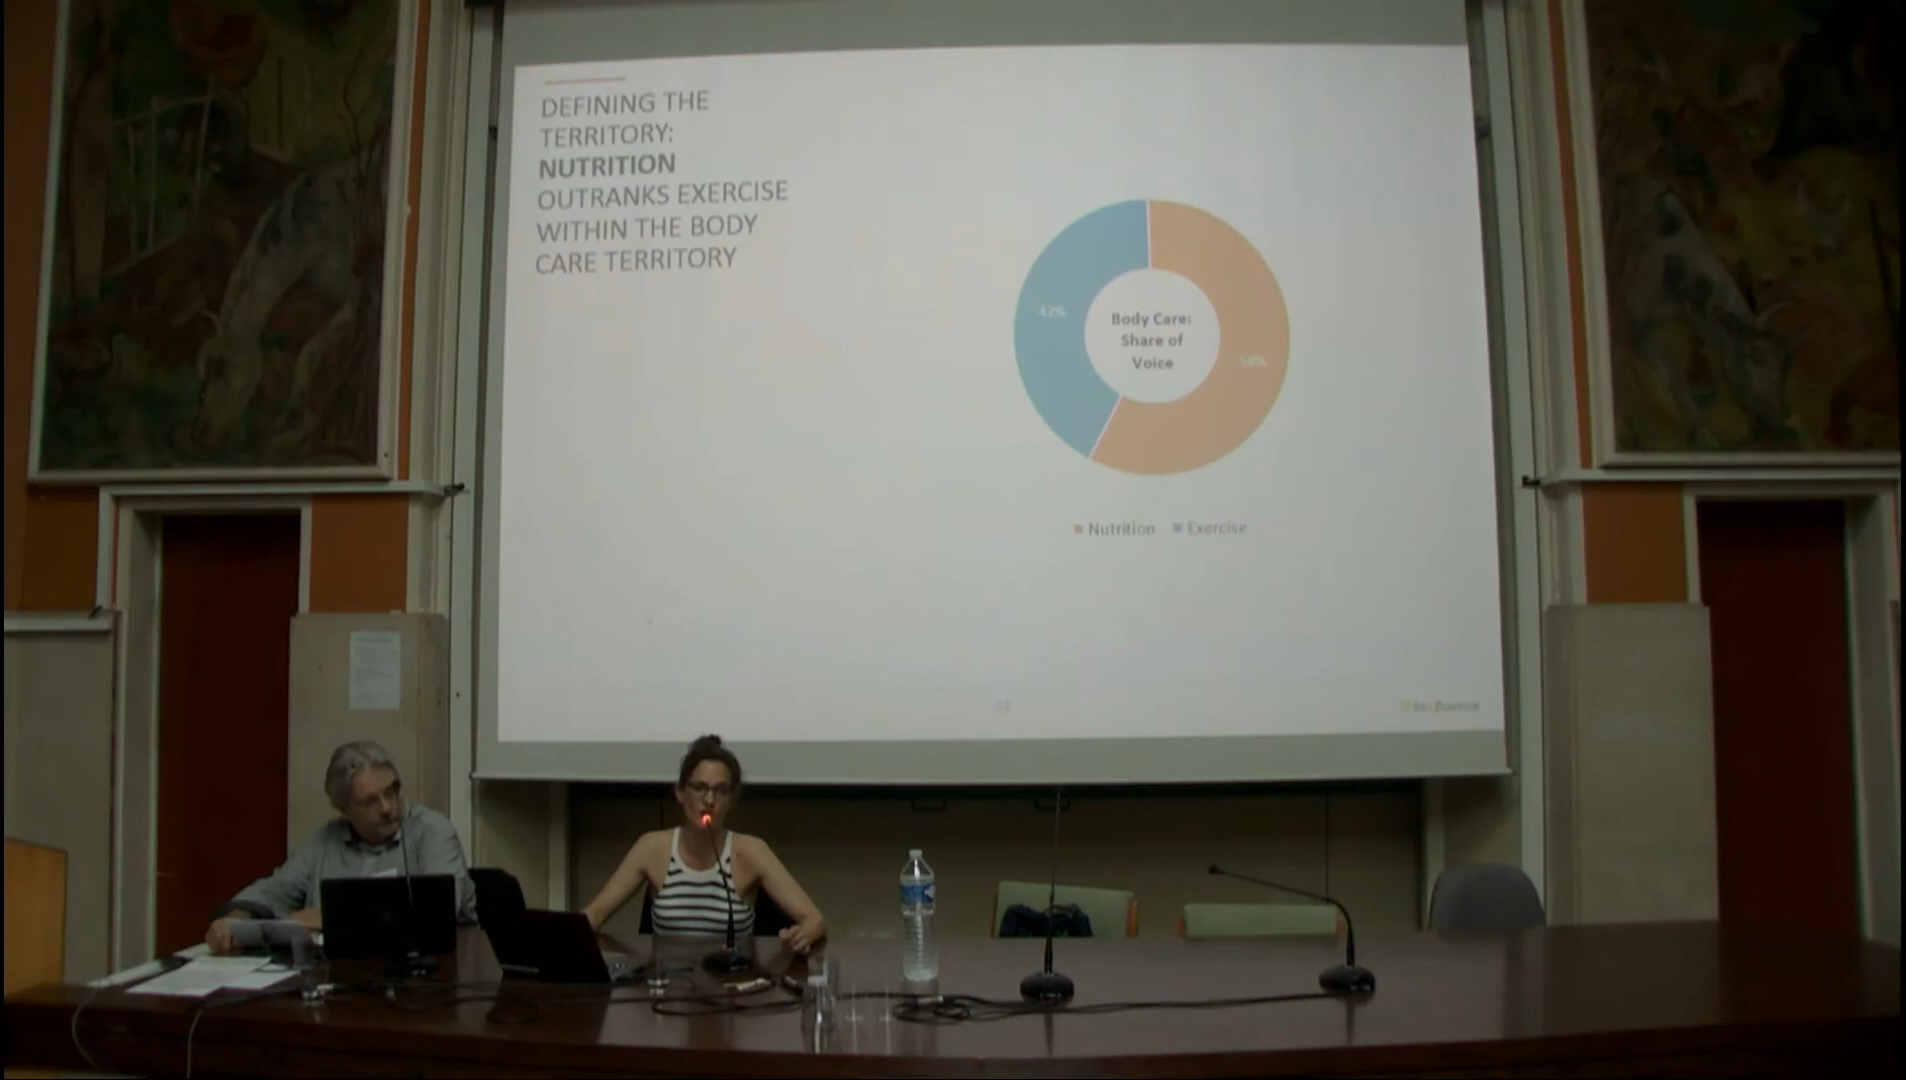 DEFINING THE
TERRITORY:
NUTRITION
OUTRANKS EXERCISE
WITHIN THE BODY
CARE TERRITORY
42%
Body Care:
Share of
Voice
58%
Nutrition
Exercise